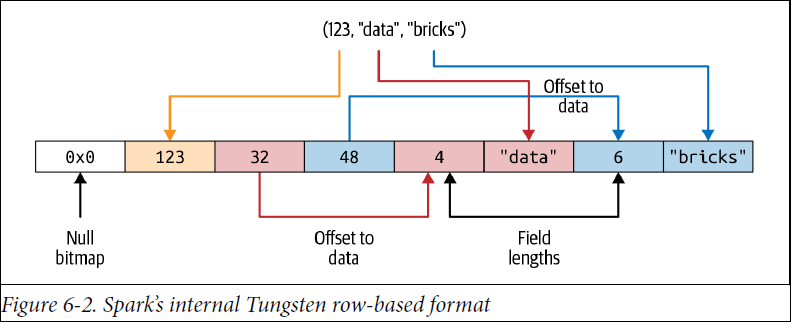 (123, "data", "bricks")
Offset to
data
0x0 123 32 48 4 "data" 6 "bricks"
Null
bitmap
Offset to
data
Field
lengths
Figure 6-2. Spark’s internal Tungsten row-based format